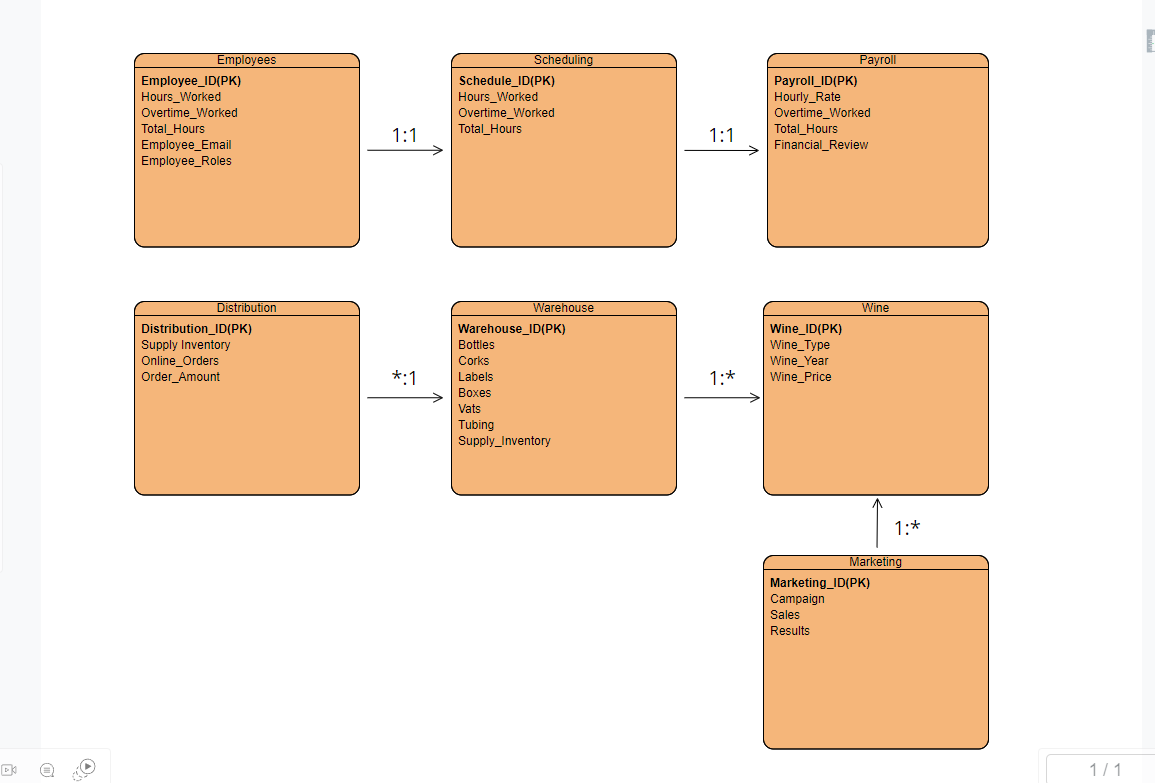 Employees
Employee_ID(PK)
Hours_Worked
Overtime_Worked
Total_Hours
Employee_Email
Employee_Roles
1:1
Scheduling
Schedule_ID(PK)
Hours_Worked
Overtime_Worked
Total_Hours
1:1
Payroll
Payroll_ID(PK)
Hourly_Rate
Overtime_Worked
Total_Hours
Financial_Review
Distribution
Distribution_ID(PK)
Supply Inventory
Online_Orders
Order_Amount
*:1
Warehouse
Warehouse_ID(PK)
Bottles
Corks
Labels
Boxes
Vats
Tubing
Supply_Inventory
1:*
Wine
Wine_ID(PK)
Wine_Type
Wine_Year
Wine_Price
1:*
Marketing
Marketing_ID(PK)
Campaign
Sales
Results
1 / 1